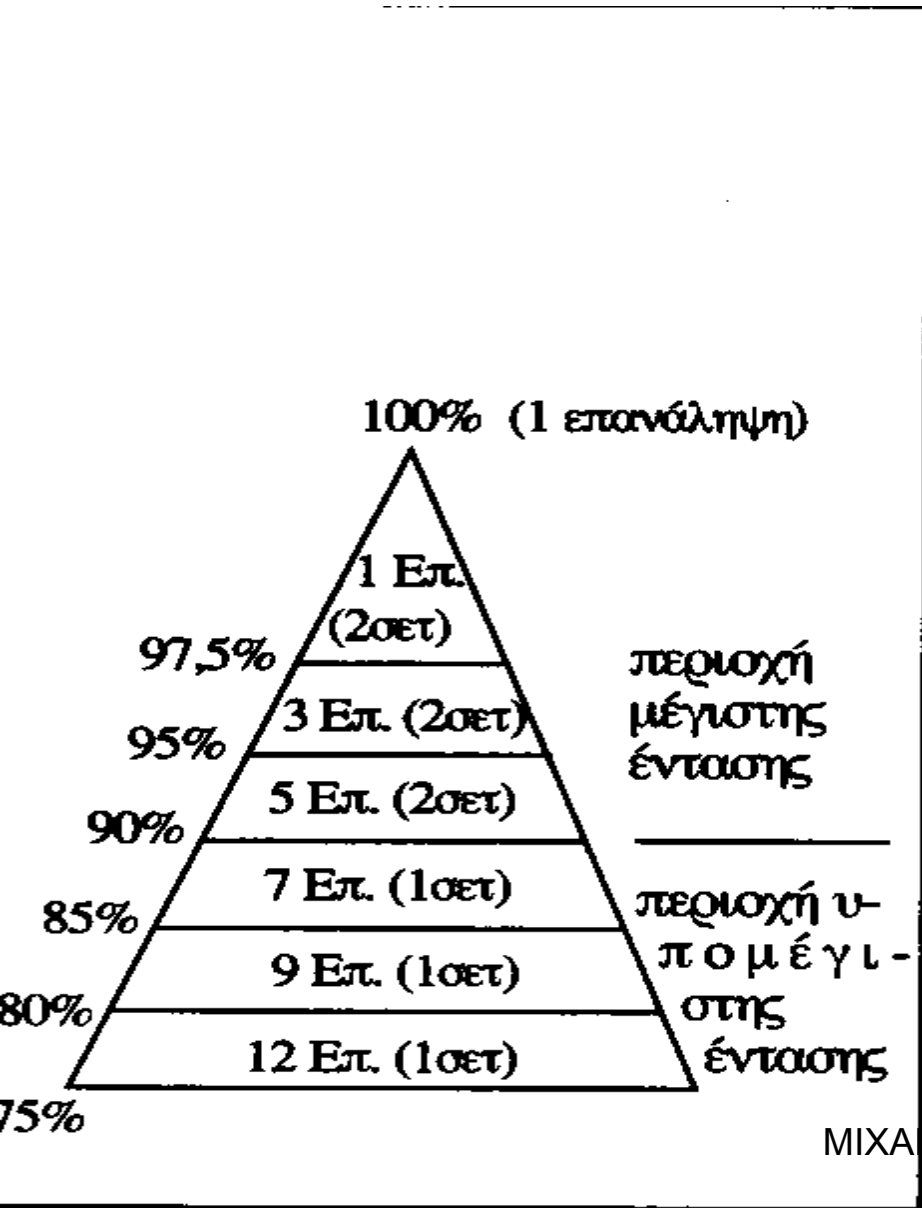 100% (1 επανάληψη)
1 Επ.
(2σετ)
97,5%
3 Επ. (2σετ)
95%
5 Επ. (2σετ)
90%
7 Επ. (1σετ)
85%
9 Επ. (1σετ)
80%
12 Επ. (1σετ)
75%
περιοχή
μέγιστης
έντασης
περιοχή υ-
π ο μ έ γ ι -
στης
έντασης